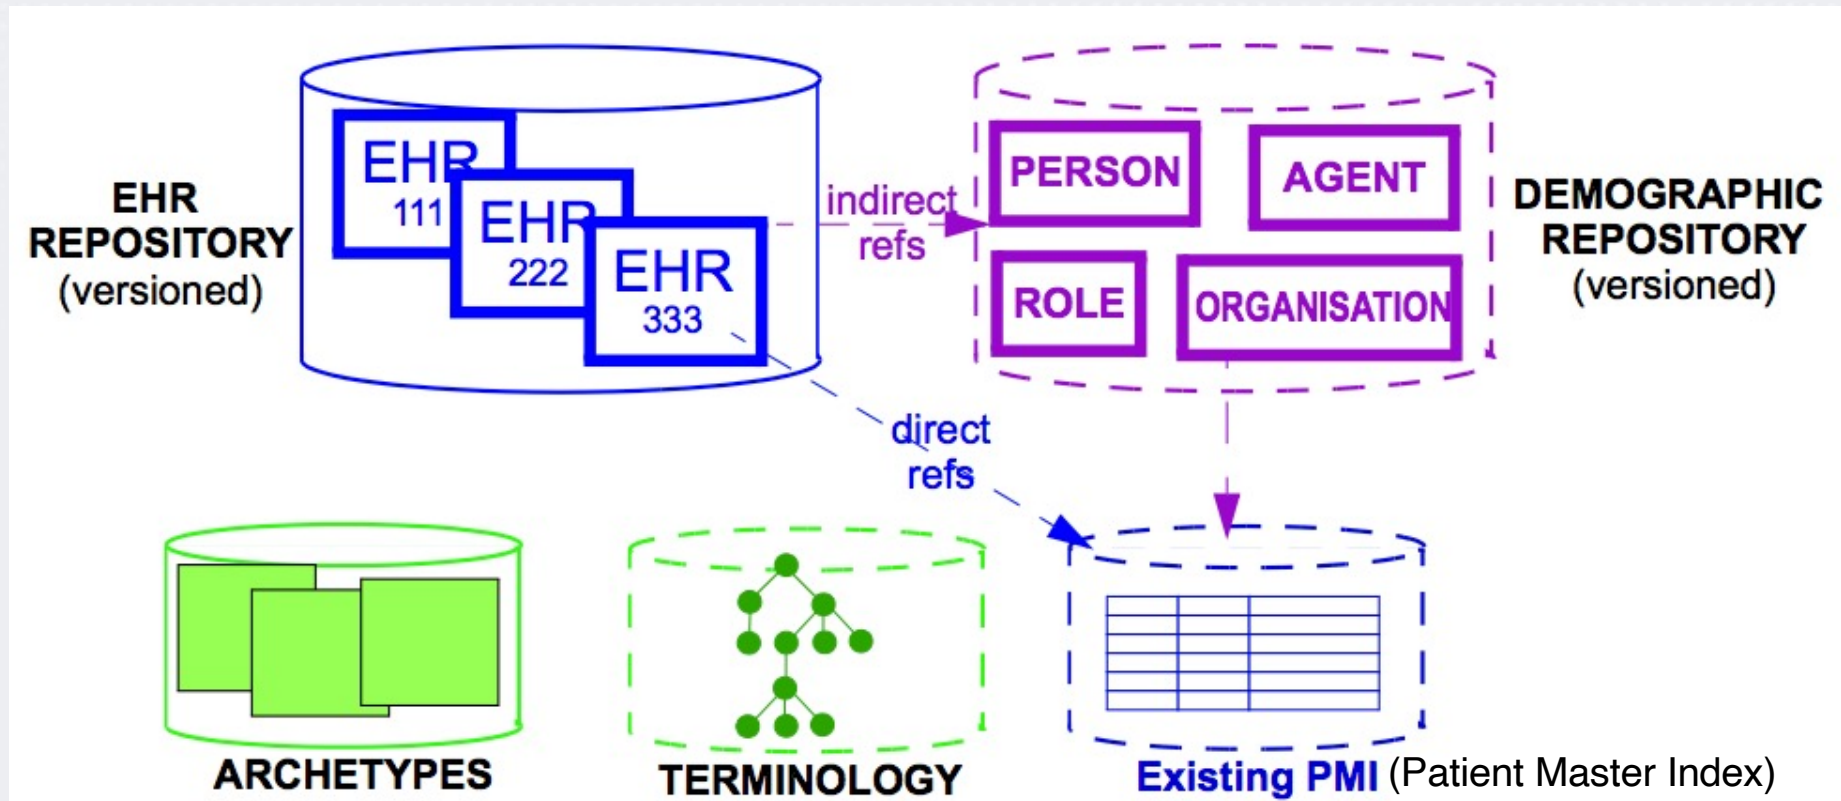 EHR
REPOSITORY
(versioned)
EHR
111
EHR
222
EHR
333
indirect
refs
direct
refs
PERSON
AGENT
ROLE
ORGANISATION
DEMOGRAPHIC
REPOSITORY
(versioned)
ARCHETYPES
TERMINOLOGY
Existing PMI (Patient Master Index)